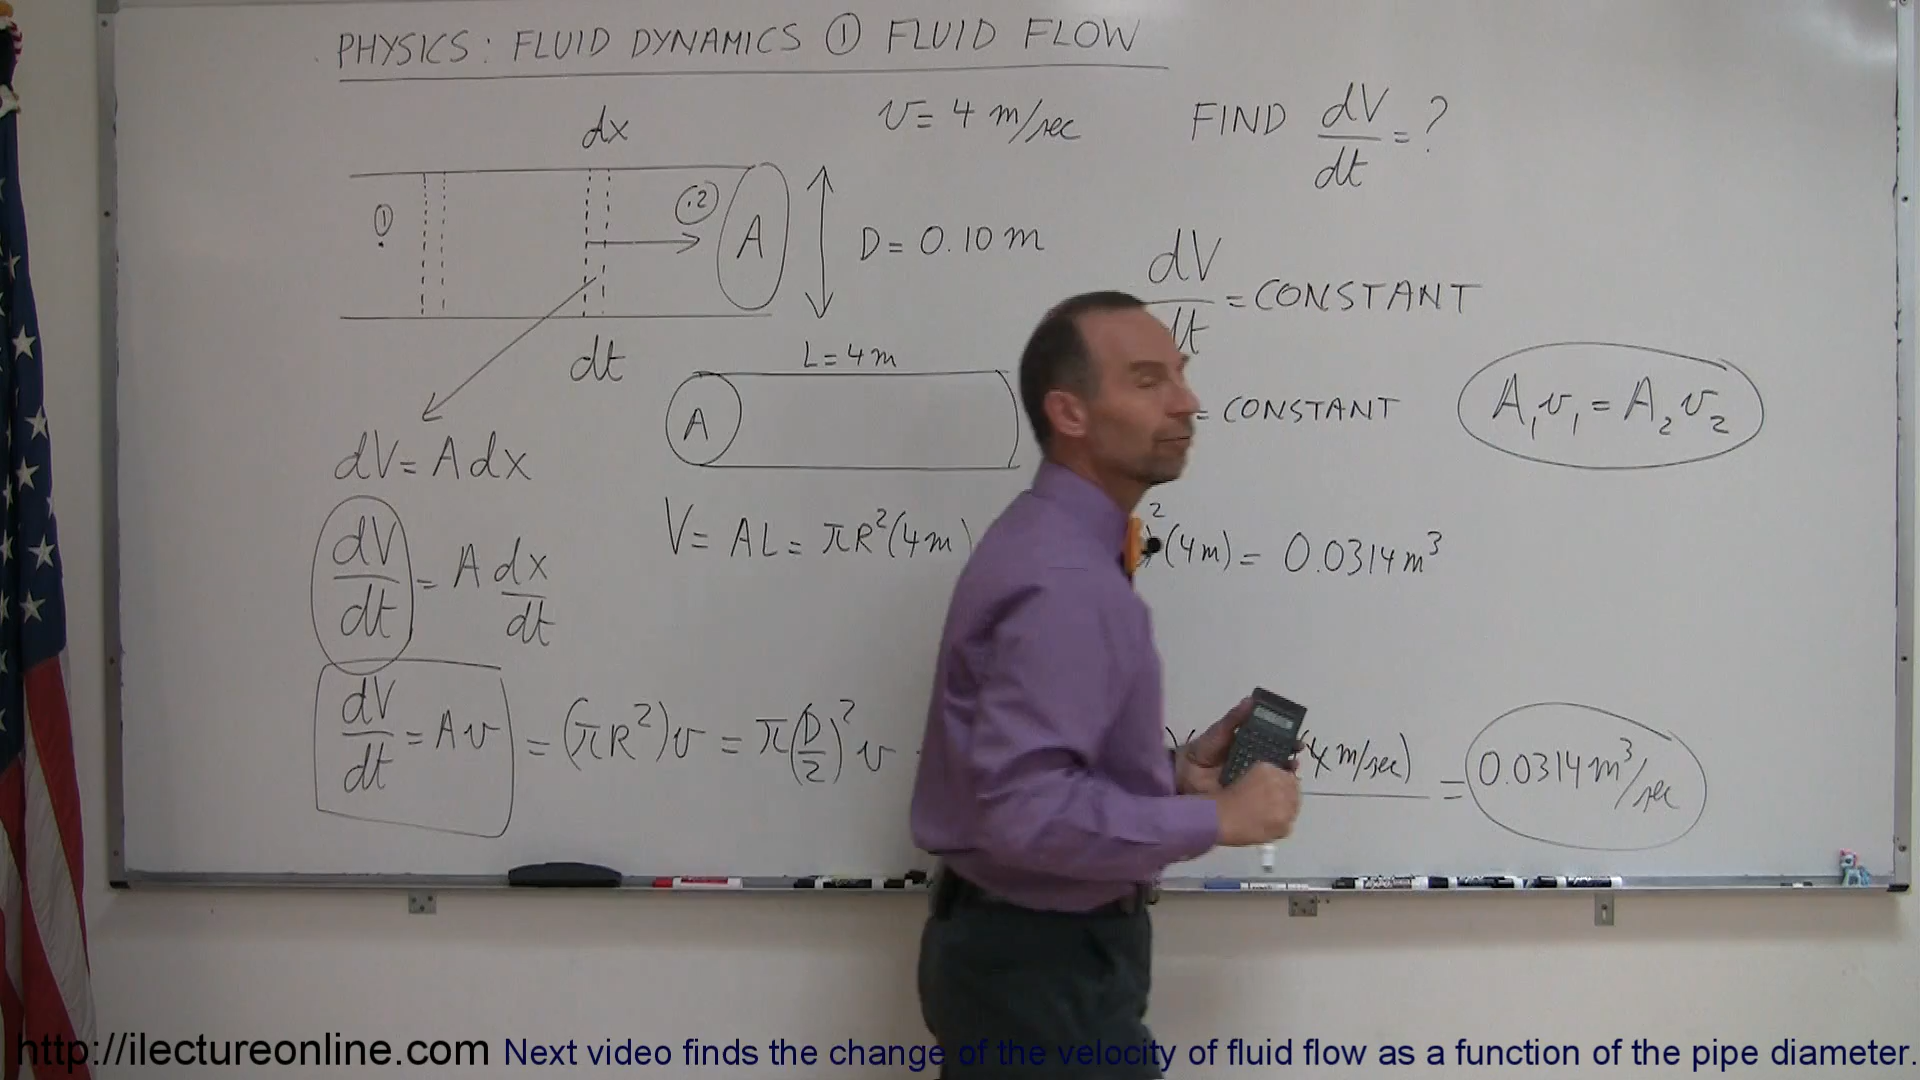 PHYSICS: FLUID DYNAMICS ① FLUID FLOW
dx
v = 4 m/sec
FIND dV/dt = ?
①
②
A
D = 0.10 m
dV/dt = CONSTANT
dt
L = 4 m
A
= CONSTANT
A₁v₁ = A₂v₂
dV = A dx
V = AL = πR²(4m)
)²(4m) = 0.0314 m³
dV/dt = A dx/dt
dV/dt = Av = (πR²)v = π(D/2)²v
(4 m/sec) = 0.0314 m³/sec
http://ilectureonline.com Next video finds the change of the velocity of fluid flow as a function of the pipe diameter.